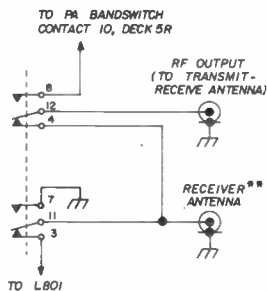 TO PA BANDSWITCH
CONTACT 10, DECK 5R
8
12
4
RF OUTPUT
(TO TRANSMIT-
RECEIVE ANTENNA)
7
11
3
RECEIVER**
ANTENNA
TO L801